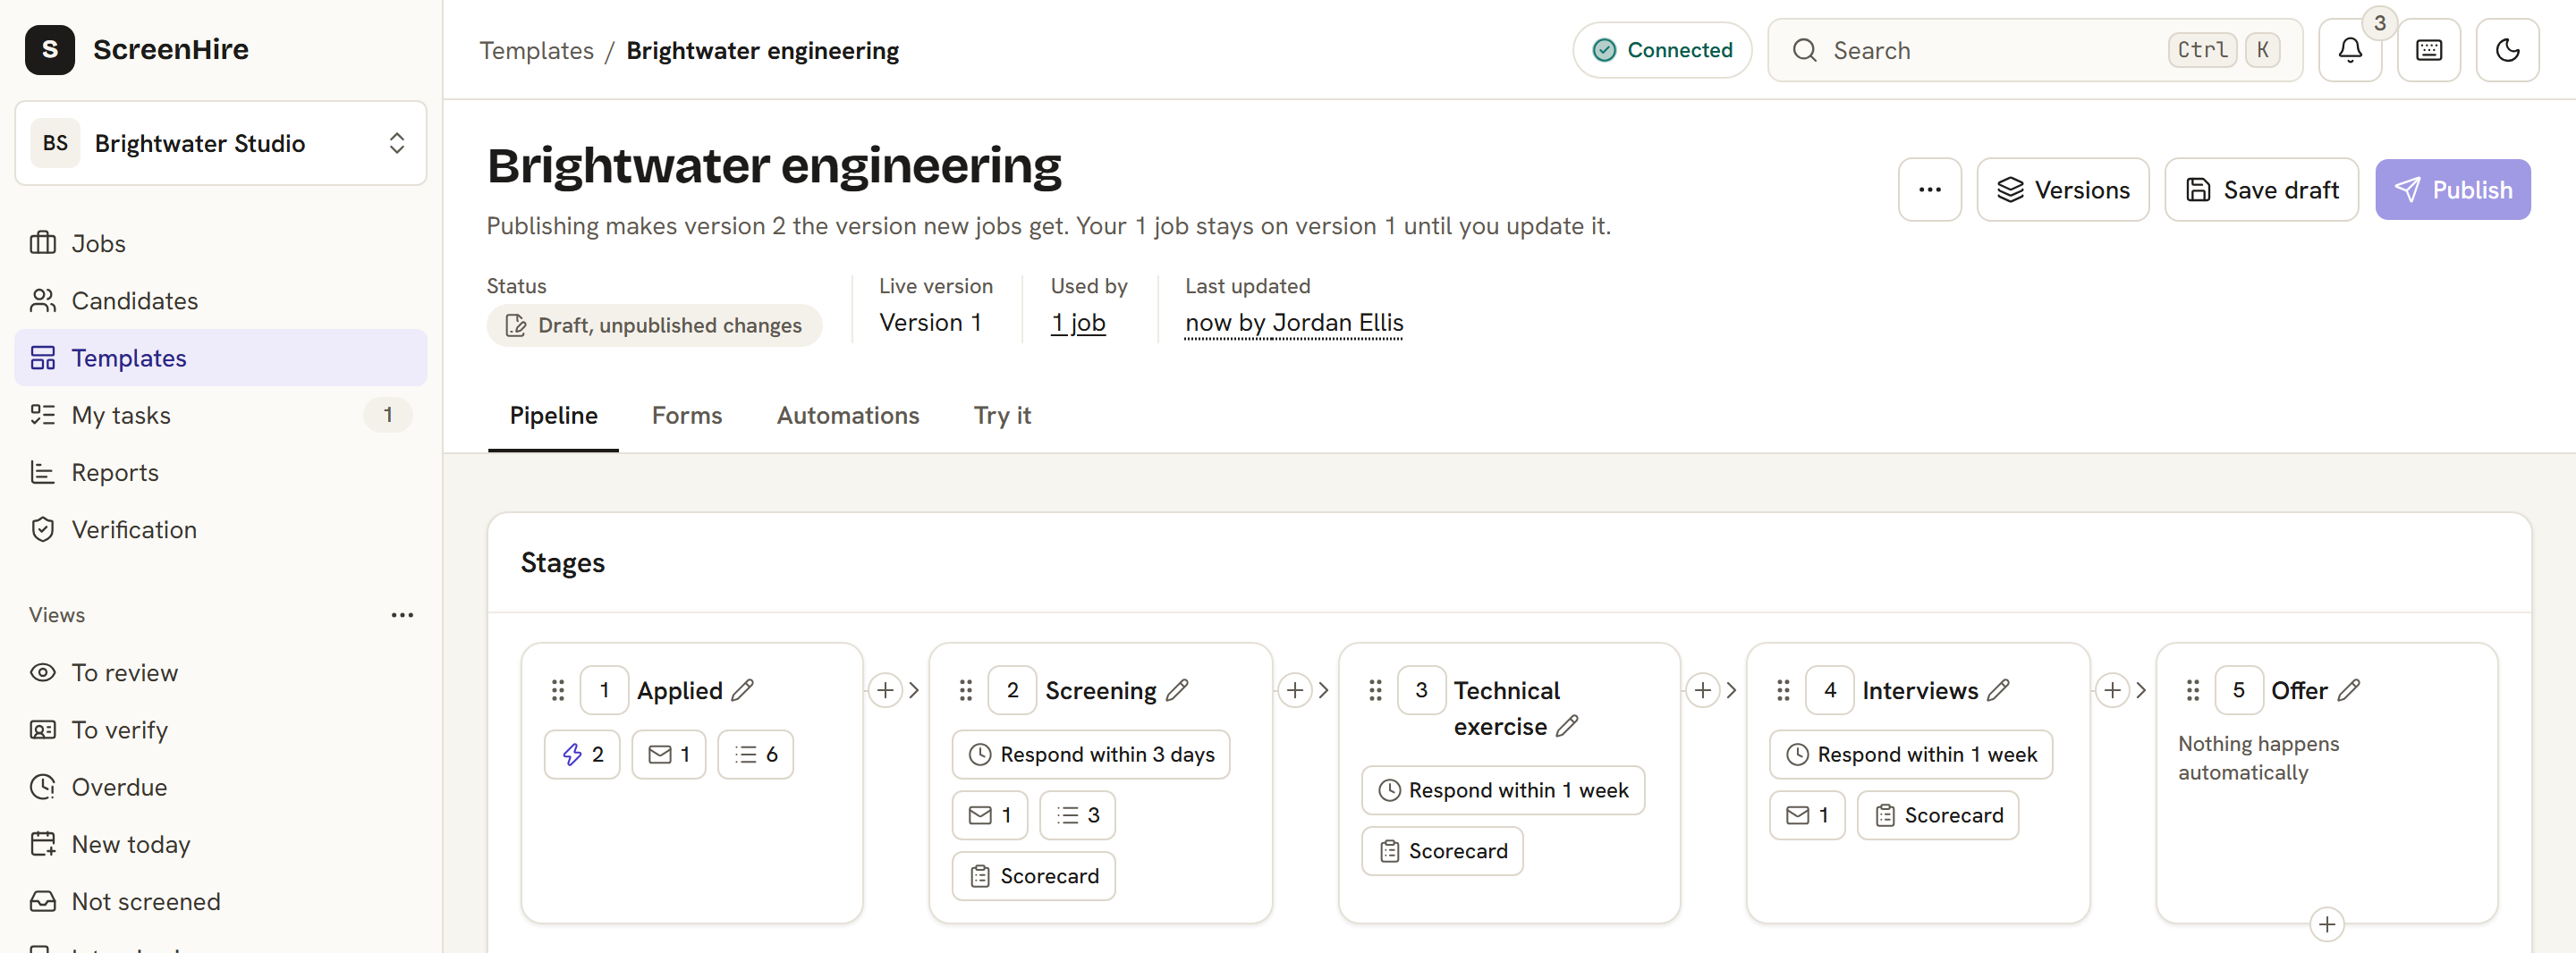 S ScreenHire
BS Brightwater Studio
Jobs
Candidates
Templates
My tasks 1
Reports
Verification
Views
To review
To verify
Overdue
New today
Not screened
Templates / Brightwater engineering
Connected
Search Ctrl K
3
Brightwater engineering
Publishing makes version 2 the version new jobs get. Your 1 job stays on version 1 until you update it.
Versions
Save draft
Publish
Status
Draft, unpublished changes
Live version
Version 1
Used by
1 job
Last updated
now by Jordan Ellis
Pipeline Forms Automations Try it
Stages
1 Applied
2 1 6
2 Screening
Respond within 3 days
1 3
Scorecard
3 Technical
exercise
Respond within 1 week
Scorecard
4 Interviews
Respond within 1 week
1 Scorecard
5 Offer
Nothing happens
automatically